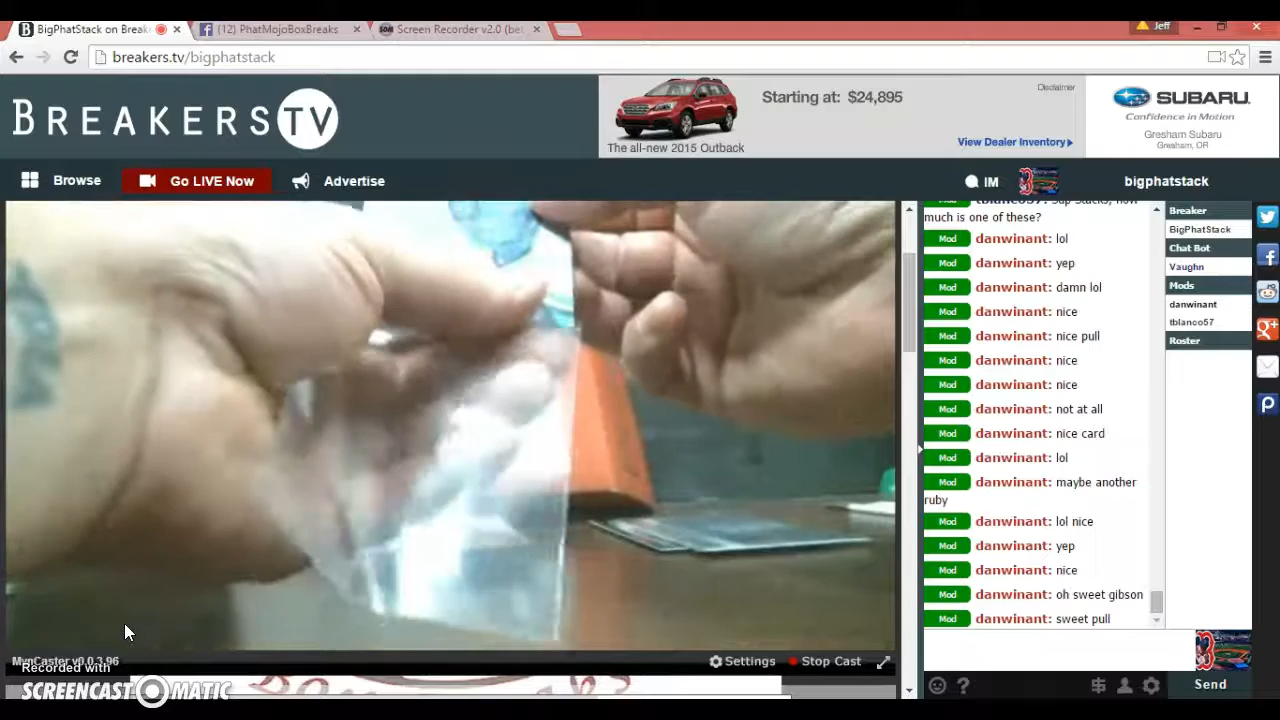 BigPhatStack on Break
(12) PhatMojoBoxBreaks
Screen Recorder v2.0 (bet
Jeff
breakers.tv/bigphatstack
BREAKERS TV
Starting at: $24,895
Disclaimer
The all-new 2015 Outback
View Dealer Inventory
SUBARU.
Confidence in Motion
Gresham Subaru
Gresham, OR
Browse
Go LIVE Now
Advertise
IM
bigphatstack
much is one of these?
Mod danwinant: lol
Mod danwinant: yep
Mod danwinant: damn lol
Mod danwinant: nice
Mod danwinant: nice pull
Mod danwinant: nice
Mod danwinant: nice
Mod danwinant: not at all
Mod danwinant: nice card
Mod danwinant: lol
Mod danwinant: maybe another
ruby
Mod danwinant: lol nice
Mod danwinant: yep
Mod danwinant: nice
Mod danwinant: oh sweet gibson
Mod danwinant: sweet pull
Breaker
BigPhatStack
Chat Bot
Vaughn
Mods
danwinant
tblanco57
Roster
Settings
Stop Cast
Recorded with
SCREENCAST MATIC
Send